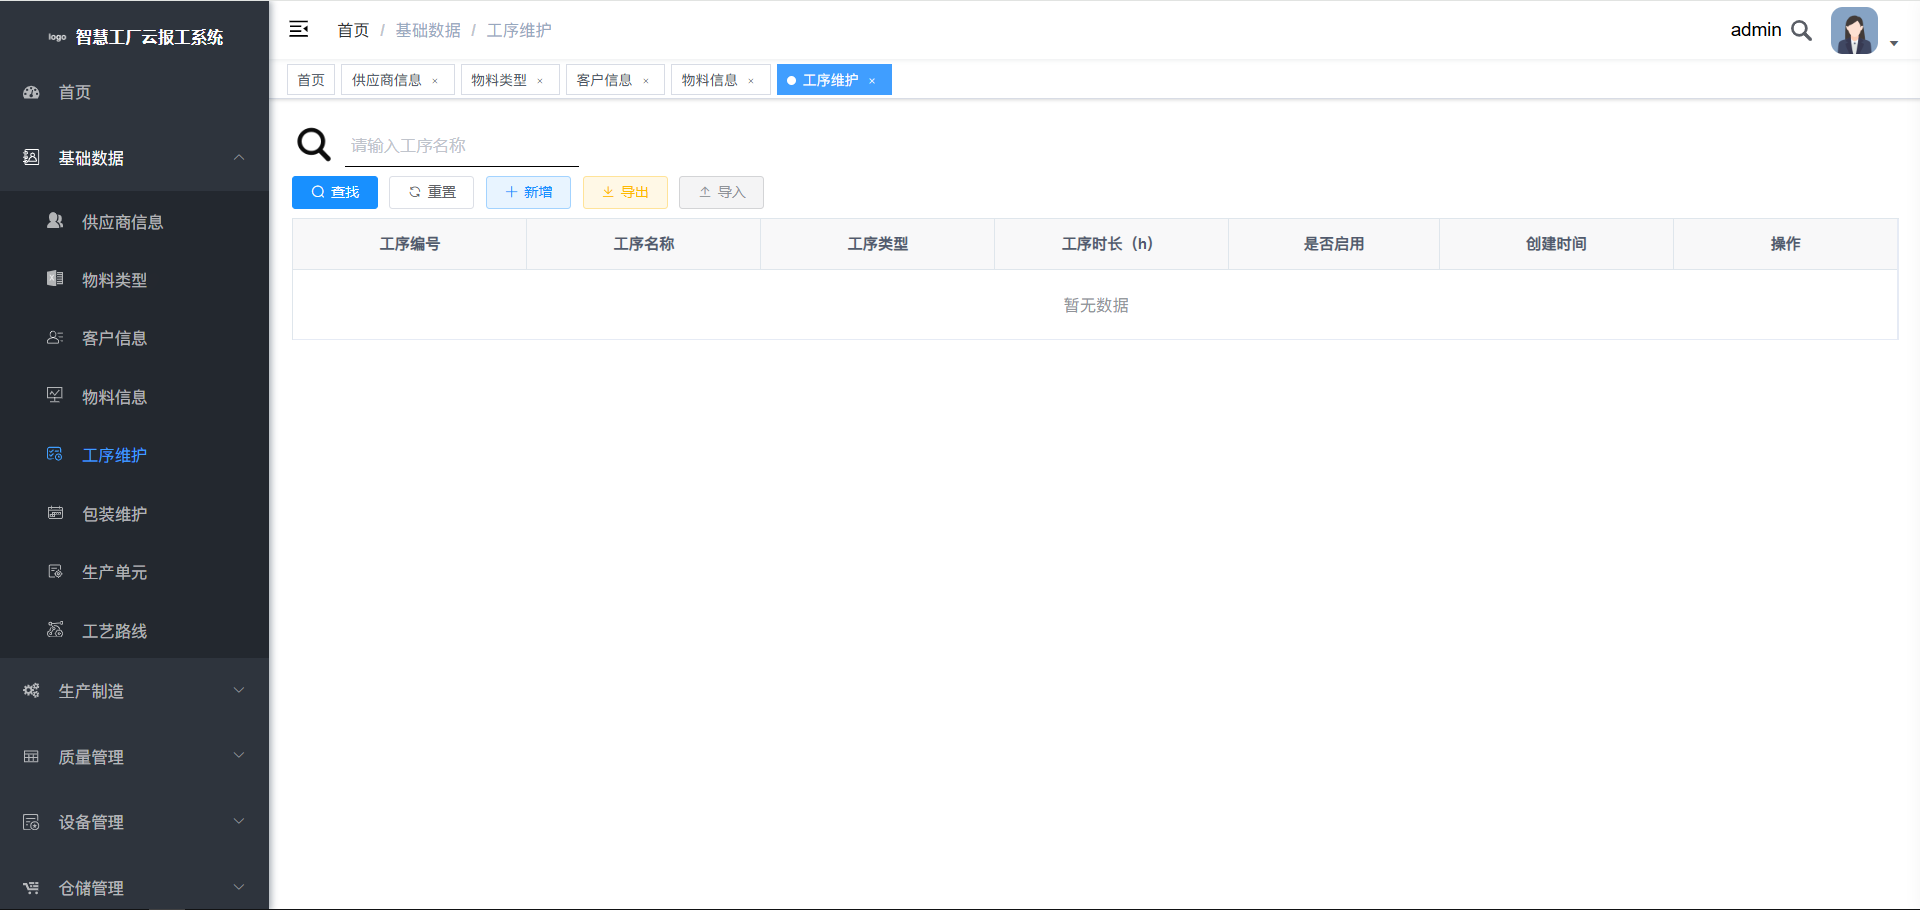 logo 智慧工厂云报工系统
首页
基础数据
供应商信息
物料类型
客户信息
物料信息
工序维护
包装维护
生产单元
工艺路线
生产制造
质量管理
设备管理
仓储管理
首页 / 基础数据 / 工序维护
admin
首页 供应商信息 × 物料类型 × 客户信息 × 物料信息 × 工序维护 ×
请输入工序名称
查找 重置 新增 导出 导入
工序编号 工序名称 工序类型 工序时长（h） 是否启用 创建时间 操作
暂无数据